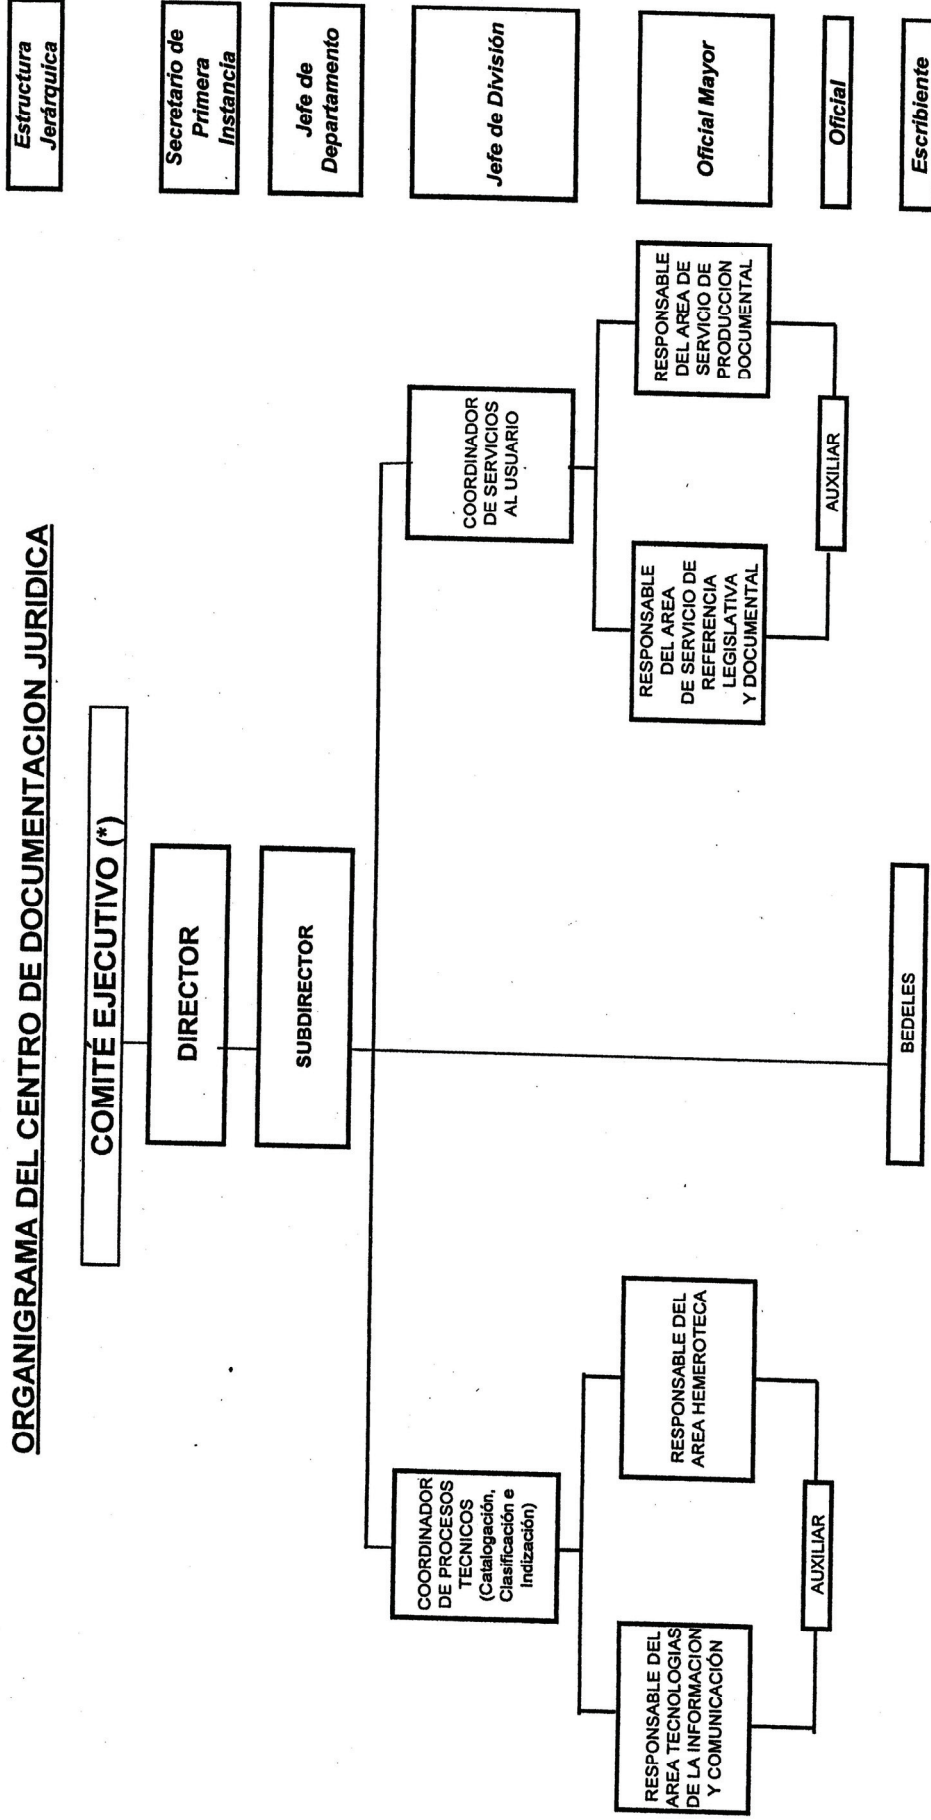 ORGANIGRAMA DEL CENTRO DE DOCUMENTACION JURIDICA
Estructura
Jerárquica
COMITÉ EJECUTIVO (*)
DIRECTOR
Secretario de
Primera
Instancia
SUBDIRECTOR
Jefe de
Departamento
COORDINADOR
DE PROCESOS
TECNICOS
(Catalogación,
Clasificación e
Indización)
COORDINADOR
DE SERVICIOS
AL USUARIO
Jefe de División
RESPONSABLE DEL
AREA TECNOLOGIAS
DE LA INFORMACION
Y COMUNICACIÓN
RESPONSABLE DEL
AREA HEMEROTECA
RESPONSABLE
DEL AREA
DE SERVICIO DE
REFERENCIA
LEGISLATIVA
Y DOCUMENTAL
RESPONSABLE
DEL AREA DE
SERVICIO DE
PRODUCCION
DOCUMENTAL
Oficial Mayor
AUXILIAR
AUXILIAR
Oficial
BEDELES
Escribiente